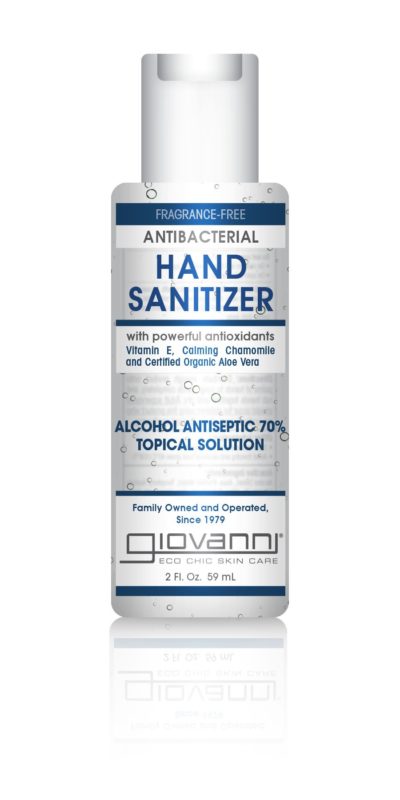 FRAGRANCE-FREE
ANTIBACTERIAL
HAND
SANITIZER
with powerful antioxidants
Vitamin E, Calming Chamomile
and Certified Organic Aloe Vera
ALCOHOL ANTISEPTIC 70%
TOPICAL SOLUTION
Family Owned and Operated,
Since 1979
giovanni®
ECO CHIC SKIN CARE
2 Fl. Oz. 59 mL